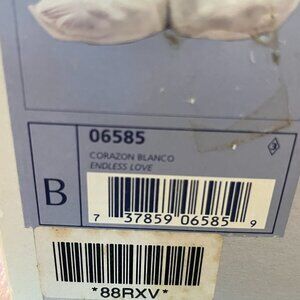 06585
CORAZON BLANCO
ENDLESS LOVE
B
7 37859 06585 9
*88RXV*